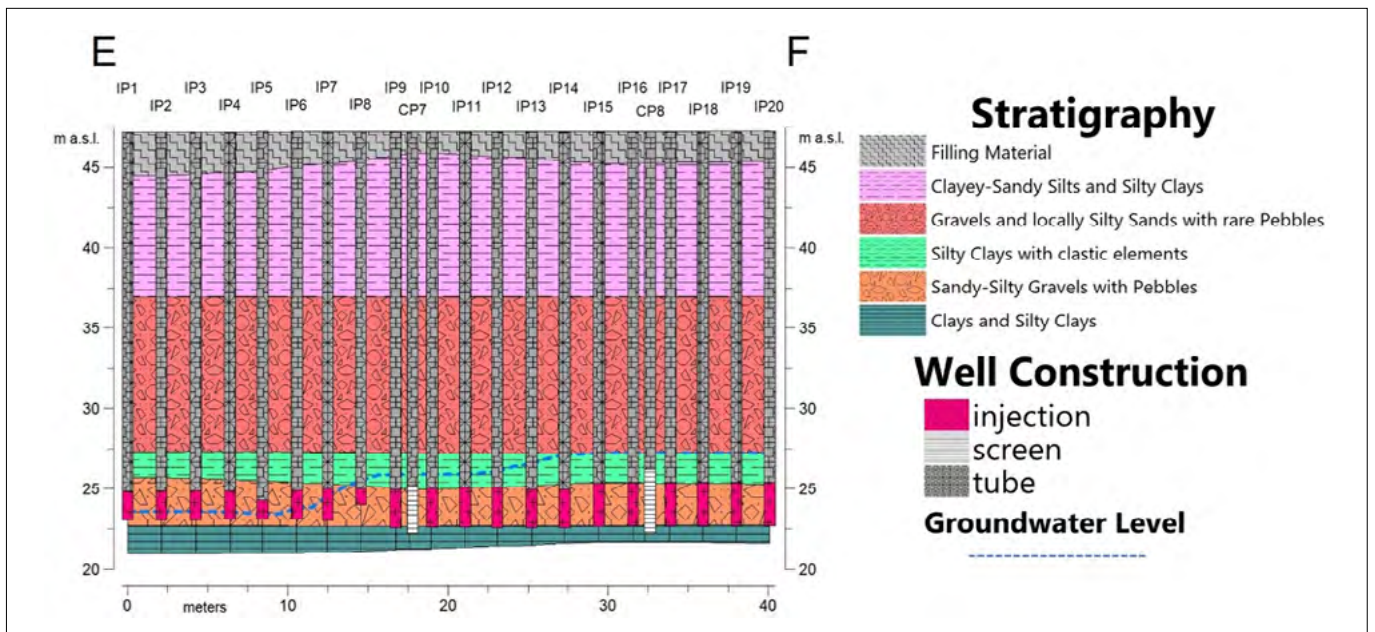 E F
IP1 IP3 IP5 IP7 IP9 IP10 IP12 IP14 IP16 IP17 IP19
IP2 IP4 IP6 IP8 CP7 IP11 IP13 IP15 CP8 IP18 IP20
m a.s.l. m a.s.l.
45 45
40 40
35 35
30 30
25 25
20 20
0 meters 10 20 30 40
Stratigraphy
Filling Material
Clayey-Sandy Silts and Silty Clays
Gravels and locally Silty Sands with rare Pebbles
Silty Clays with clastic elements
Sandy-Silty Gravels with Pebbles
Clays and Silty Clays
Well Construction
injection
screen
tube
Groundwater Level